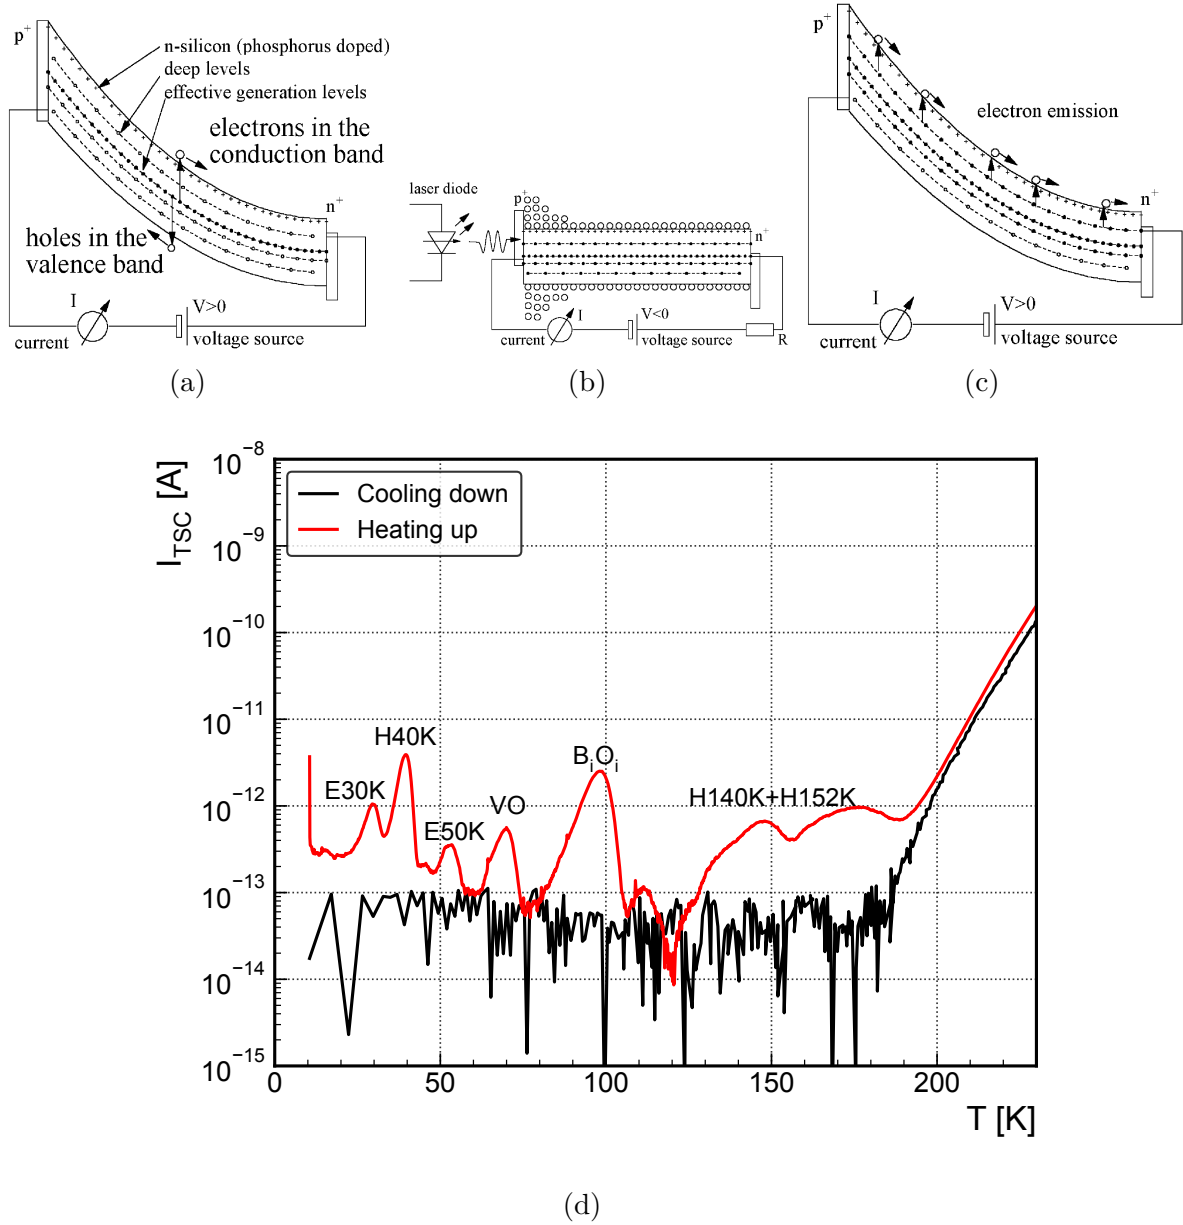 p+
n-silicon (phosphorus doped)
deep levels
effective generation levels
electrons in the
conduction band
holes in the
valence band
n+
I
V>0
current
voltage source
(a)
laser diode
p+
n+
I
V<0
current
voltage source
R
(b)
p+
electron emission
n+
I
V>0
current
voltage source
(c)
I_TSC [A]
10^−8
10^−9
10^−10
10^−11
10^−12
10^−13
10^−14
10^−15
Cooling down
Heating up
E30K
H40K
E50K
VO
B_iO_i
H140K+H152K
0
50
100
150
200
T [K]
(d)